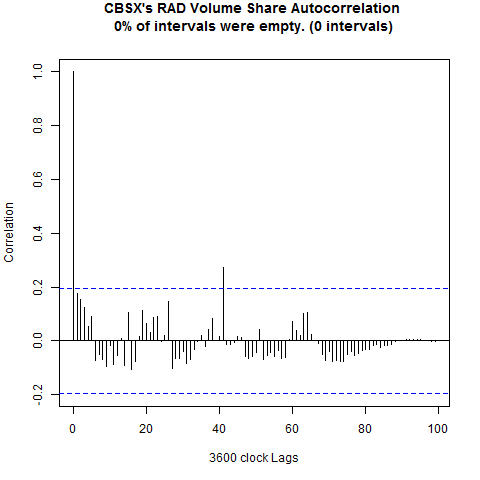 CBSX's RAD Volume Share Autocorrelation
0% of intervals were empty. (0 intervals)
Correlation
1.0
0.8
0.6
0.4
0.2
0.0
-0.2
0 20 40 60 80 100
3600 clock Lags